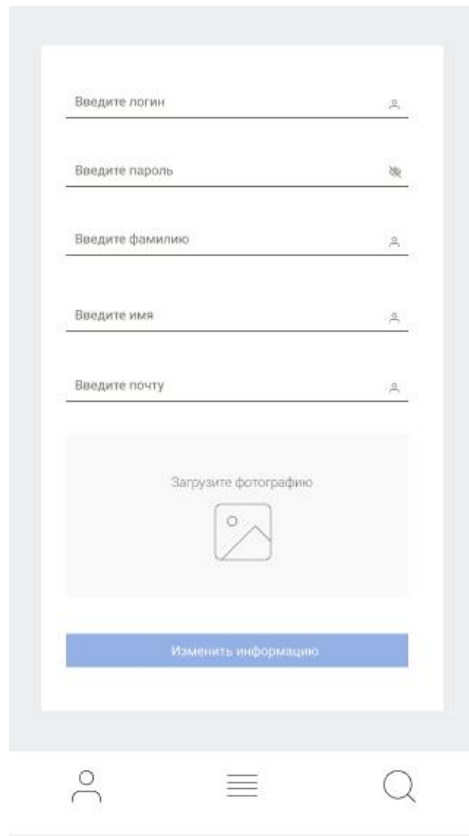 Введите логин
Введите пароль
Введите фамилию
Введите имя
Введите почту
Загрузите фотографию
Изменить информацию